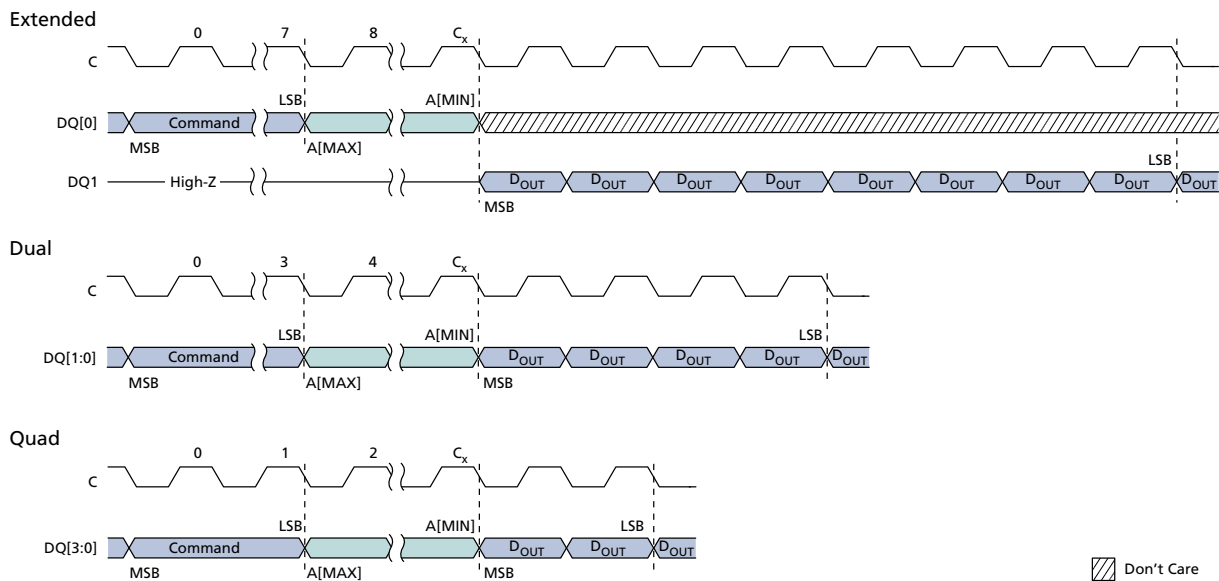 Extended
0 7 8 Cx
C
LSB A[MIN]
DQ[0] Command
MSB A[MAX]
LSB
DQ1 High-Z DOUT DOUT DOUT DOUT DOUT DOUT DOUT DOUT DOUT
MSB
Dual
0 3 4 Cx
C
LSB A[MIN] LSB
DQ[1:0] Command DOUT DOUT DOUT DOUT DOUT
MSB A[MAX] MSB
Quad
0 1 2 Cx
C
LSB A[MIN] LSB
DQ[3:0] Command DOUT DOUT DOUT
MSB A[MAX] MSB
Don’t Care